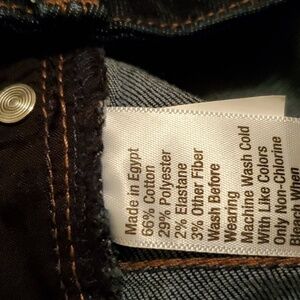 Made in Egypt
66% Cotton
29% Polyester
2% Elastane
3% Other Fiber
Wash Before
Wearing
Machine Wash Cold
With Like Colors
Only Non-Chlorine
When